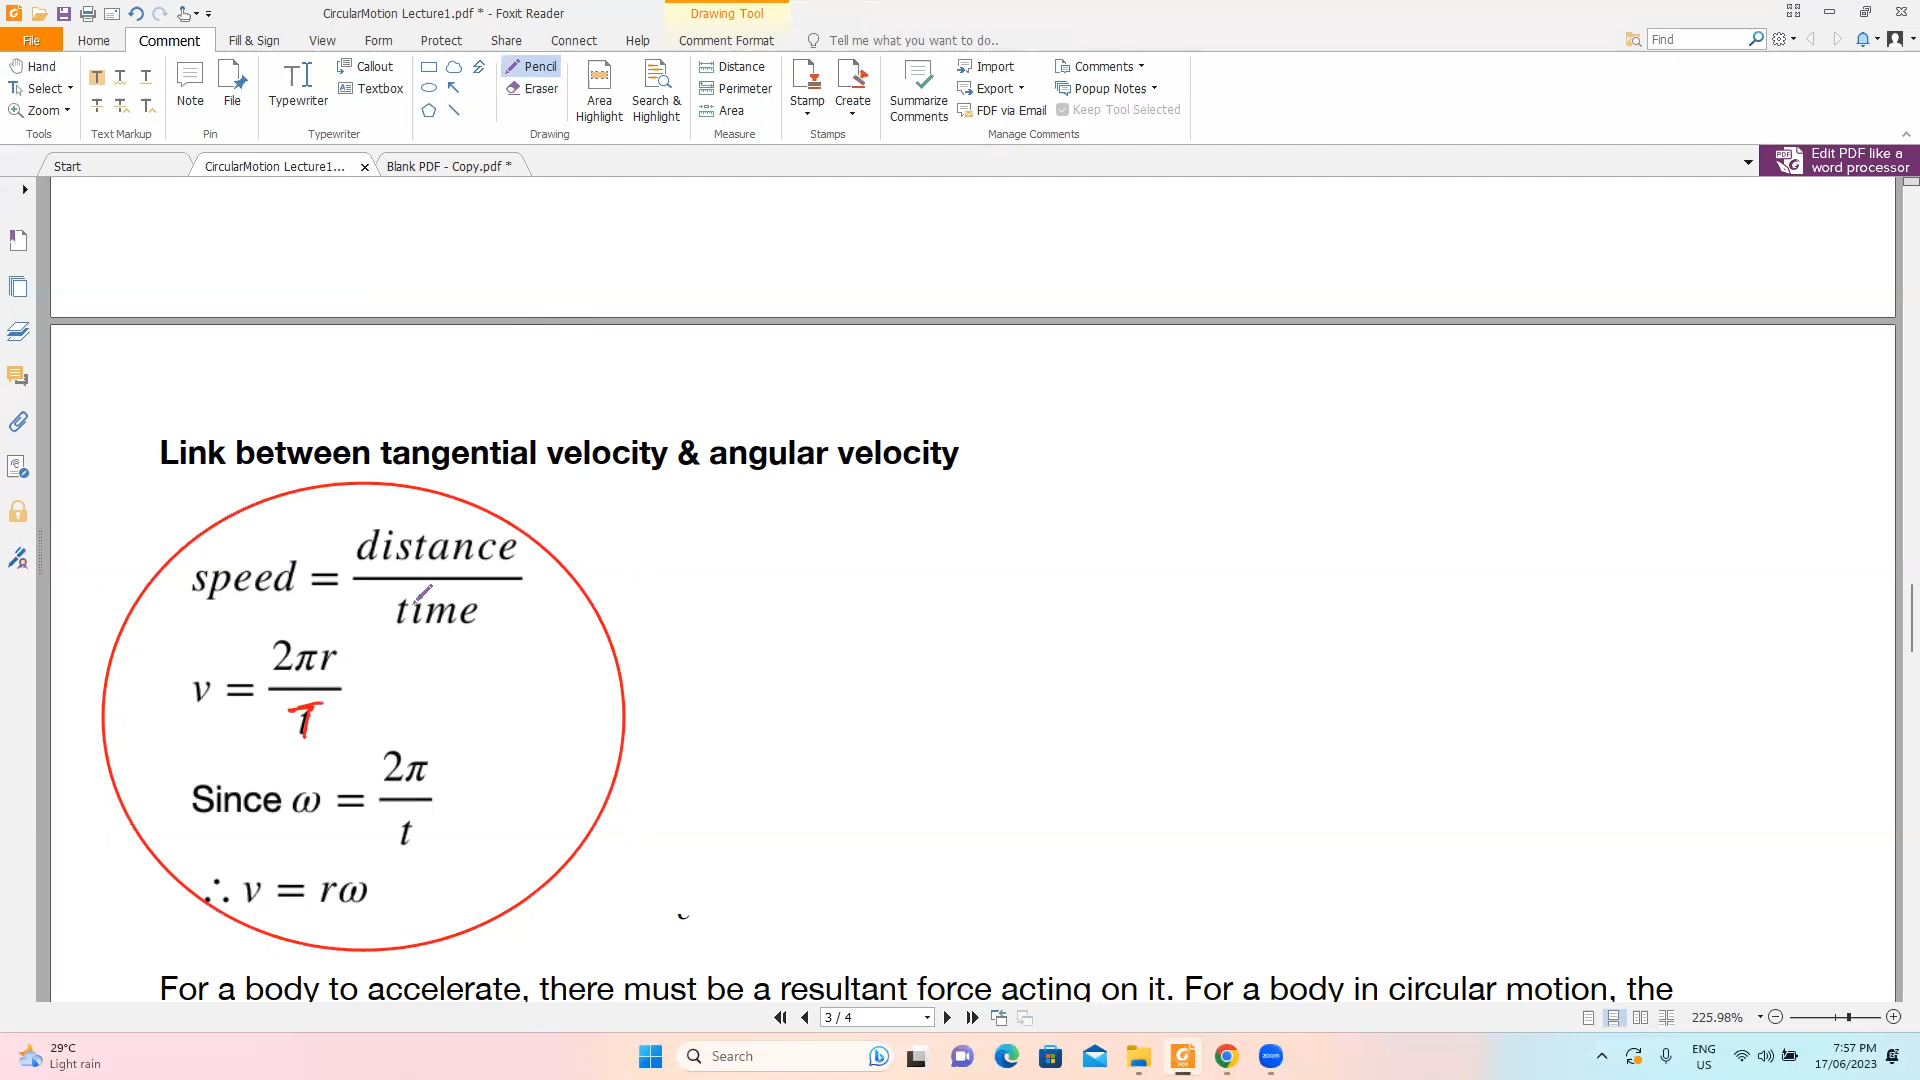 CircularMotion Lecture1.pdf * - Foxit Reader
Drawing Tool
File Home Comment Fill & Sign View Form Protect Share Connect Help Comment Format Tell me what you want to do.. Find
Hand
Select
Zoom
Tools
Text Markup
Note
File
Pin
Typewriter
Callout
Textbox
Typewriter
Pencil
Eraser
Drawing
Area Highlight
Search & Highlight
Distance
Perimeter
Area
Measure
Stamp
Create
Stamps
Summarize Comments
Import
Export
FDF via Email
Comments
Popup Notes
Keep Tool Selected
Manage Comments
Start
CircularMotion Lecture1...
Blank PDF - Copy.pdf *
Edit PDF like a
word processor
Link between tangential velocity & angular velocity
speed = distance / time
v = 2πr / T
Since ω = 2π / t
∴ v = rω
For a body to accelerate, there must be a resultant force acting on it. For a body in circular motion, the
3 / 4
225.98%
29°C
Light rain
Search
zoom
ENG
US
7:57 PM
17/06/2023